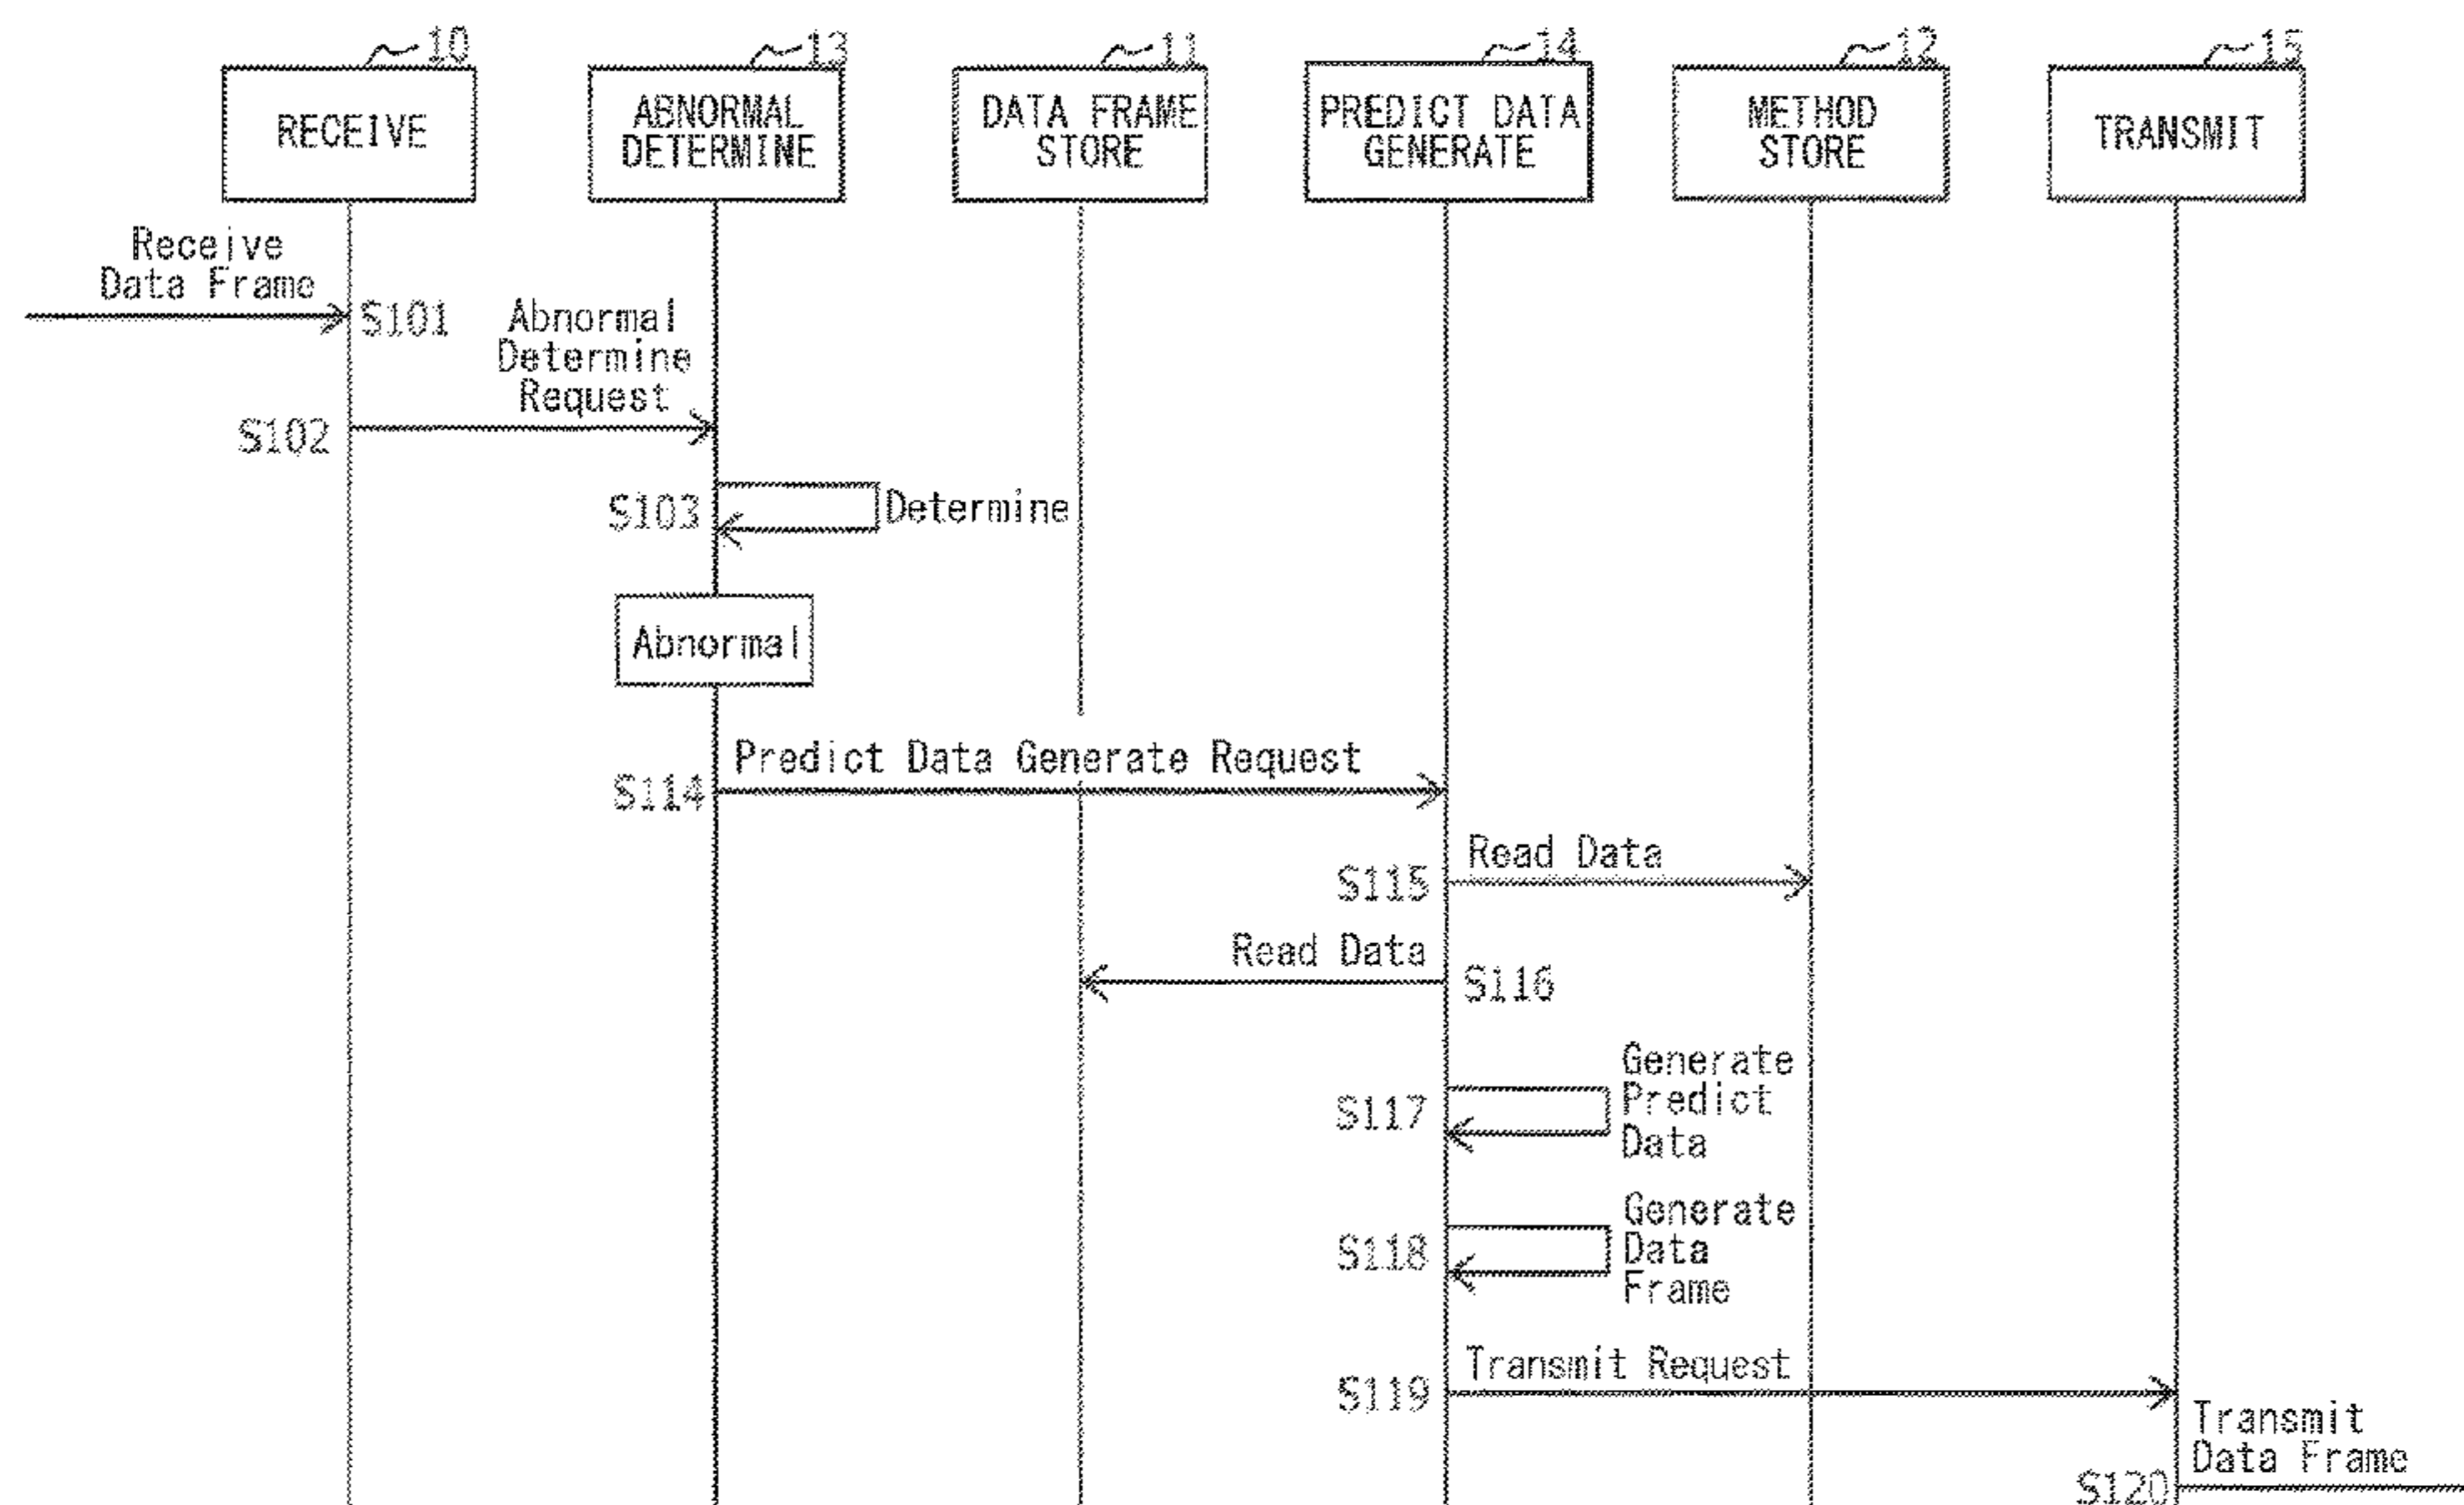 10
13
11
14
12
15
RECEIVE
ABNORMAL
DETERMINE
DATA FRAME
STORE
PREDICT DATA
GENERATE
METHOD
STORE
TRANSMIT
Receive
Data Frame
S101
Abnormal
Determine
Request
S102
S103
Determine
Abnormal
Predict Data Generate Request
S114
Read Data
S115
Read Data
S116
Generate
Predict
Data
S117
Generate
Data
Frame
S118
Transmit Request
S119
Transmit
Data Frame
S120